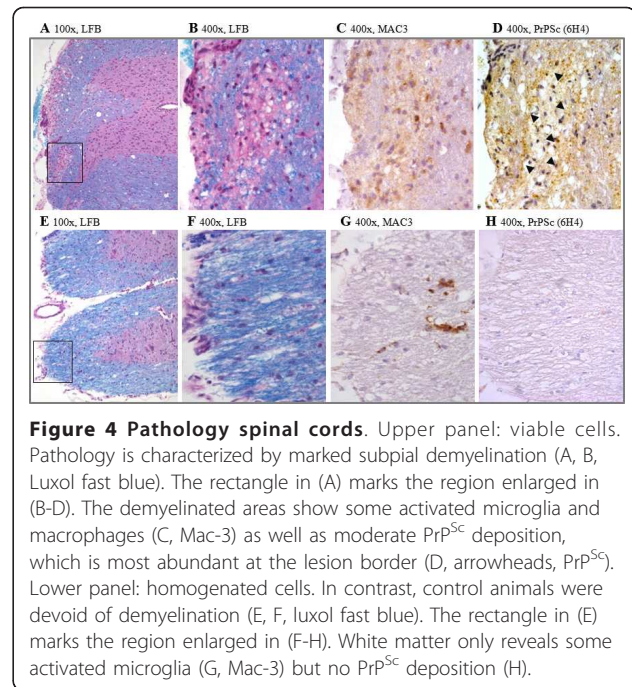 A 100x, LFB B 400x, LFB C 400x, MAC3 D 400x, PrPSc (6H4)
E 100x, LFB F 400x, LFB G 400x, MAC3 H 400x, PrPSc (6H4)
Figure 4 Pathology spinal cords. Upper panel: viable cells.
Pathology is characterized by marked subpial demyelination (A, B,
Luxol fast blue). The rectangle in (A) marks the region enlarged in
(B-D). The demyelinated areas show some activated microglia and
macrophages (C, Mac-3) as well as moderate PrPSc deposition,
which is most abundant at the lesion border (D, arrowheads, PrPSc).
Lower panel: homogenated cells. In contrast, control animals were
devoid of demyelination (E, F, luxol fast blue). The rectangle in (E)
marks the region enlarged in (F-H). White matter only reveals some
activated microglia (G, Mac-3) but no PrPSc deposition (H).